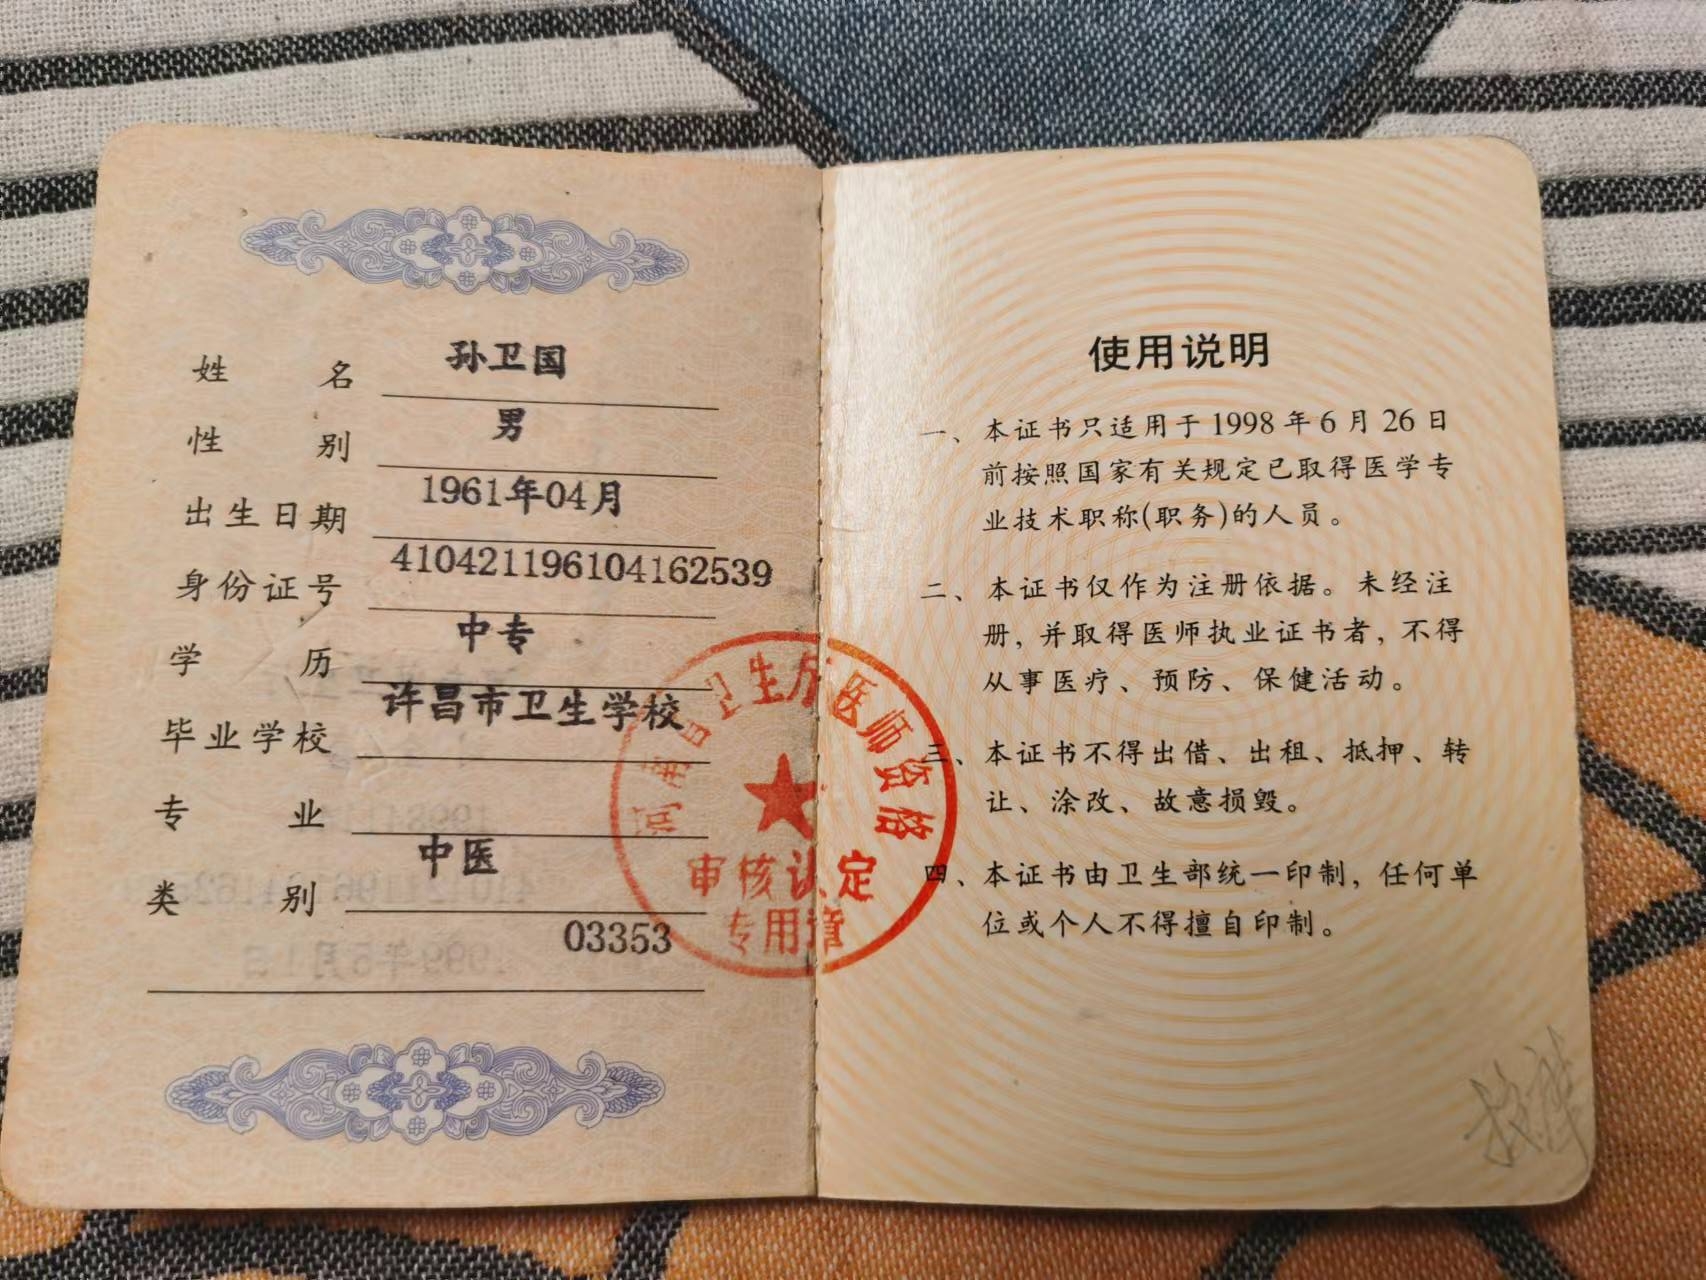 姓名 孙卫国
性别 男
出生日期 1961年04月
身份证号 410421196104162539
学历 中专
毕业学校 许昌市卫生学校
专业
中医
类别
03353
河南省卫生厅医师资格
审核认定
专用章
使用说明
一、本证书只适用于1998年6月26日
前按照国家有关规定已取得医学专
业技术职称(职务)的人员。
二、本证书仅作为注册依据。未经注
册，并取得医师执业证书者，不得
从事医疗、预防、保健活动。
三、本证书不得出借、出租、抵押、转
让、涂改、故意损毁。
四、本证书由卫生部统一印制，任何单
位或个人不得擅自印制。